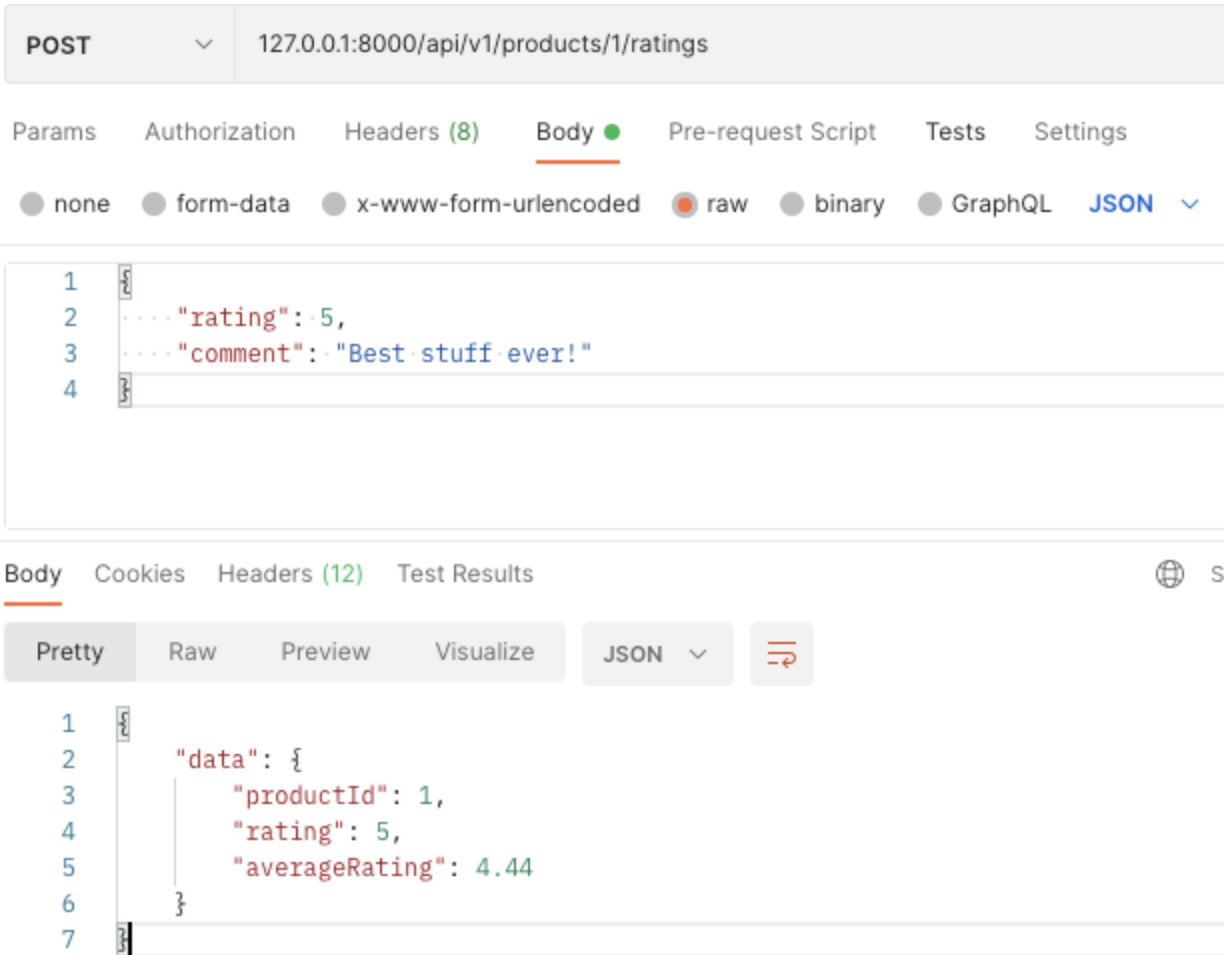 POST 127.0.0.1:8000/api/v1/products/1/ratings
Params Authorization Headers (8) Body Pre-request Script Tests Settings
none form-data x-www-form-urlencoded raw binary GraphQL JSON
1 {
2 ····"rating":·5,
3 ····"comment":·"Best·stuff·ever!"
4 }
Body Cookies Headers (12) Test Results S
Pretty Raw Preview Visualize JSON
1 {
2 "data": {
3 "productId": 1,
4 "rating": 5,
5 "averageRating": 4.44
6 }
7 }